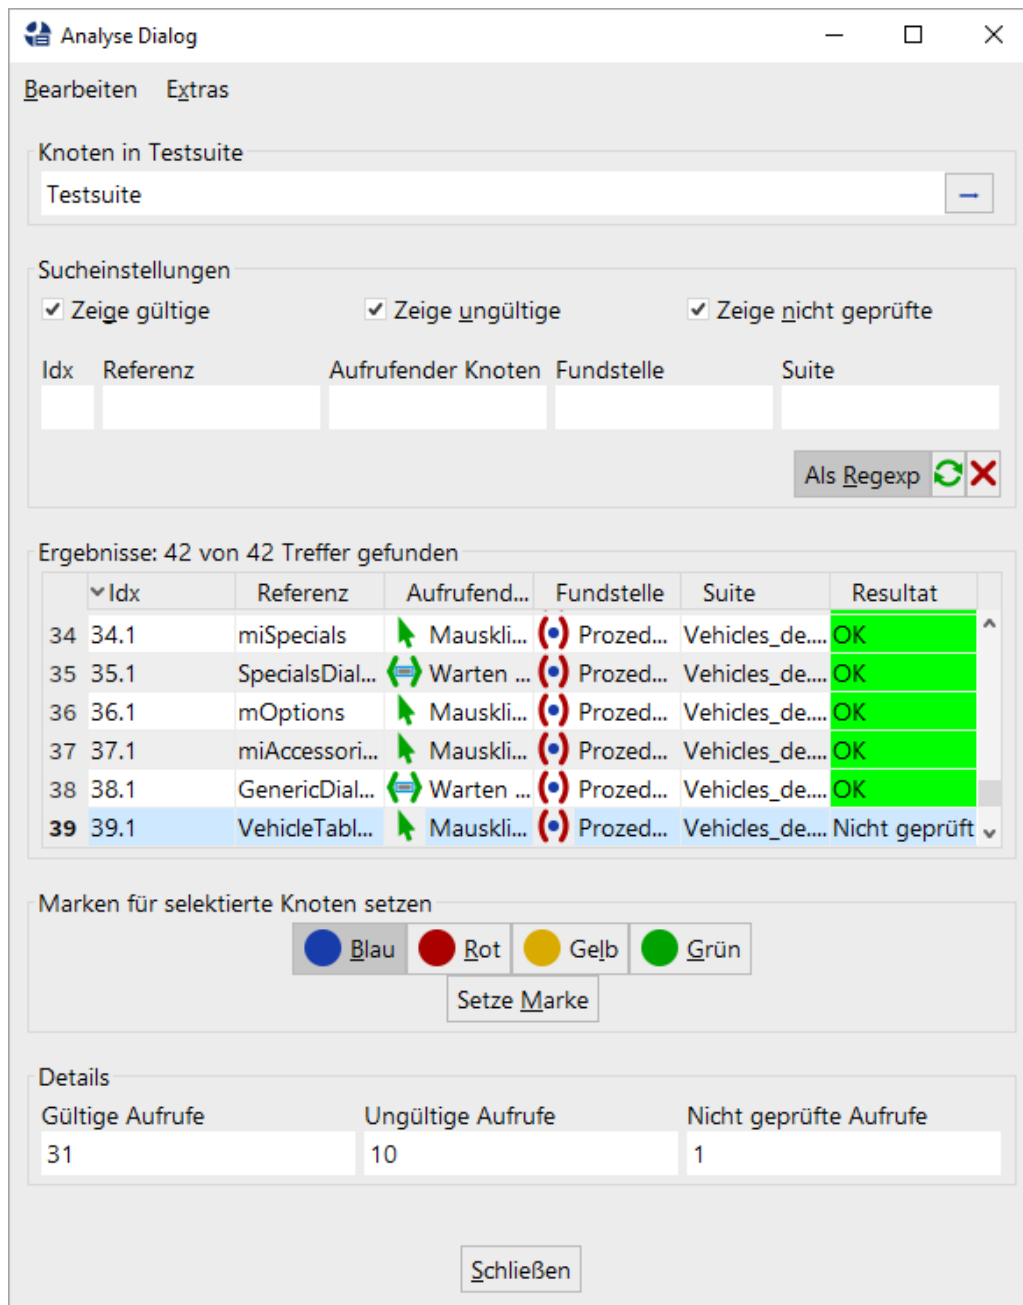 Analyse Dialog
Bearbeiten Extras
Knoten in Testsuite
Testsuite
Sucheinstellungen
Zeige gültige Zeige ungültige Zeige nicht geprüfte
Idx Referenz Aufrufender Knoten Fundstelle Suite
Als Regexp
Ergebnisse: 42 von 42 Treffer gefunden
Idx Referenz Aufrufend... Fundstelle Suite Resultat
34 34.1 miSpecials Mauskli... Prozed... Vehicles_de.... OK
35 35.1 SpecialsDial... Warten ... Prozed... Vehicles_de.... OK
36 36.1 mOptions Mauskli... Prozed... Vehicles_de.... OK
37 37.1 miAccessori... Mauskli... Prozed... Vehicles_de.... OK
38 38.1 GenericDial... Warten ... Prozed... Vehicles_de.... OK
39 39.1 VehicleTabl... Mauskli... Prozed... Vehicles_de.... Nicht geprüft
Marken für selektierte Knoten setzen
Blau Rot Gelb Grün
Setze Marke
Details
Gültige Aufrufe Ungültige Aufrufe Nicht geprüfte Aufrufe
31 10 1
Schließen